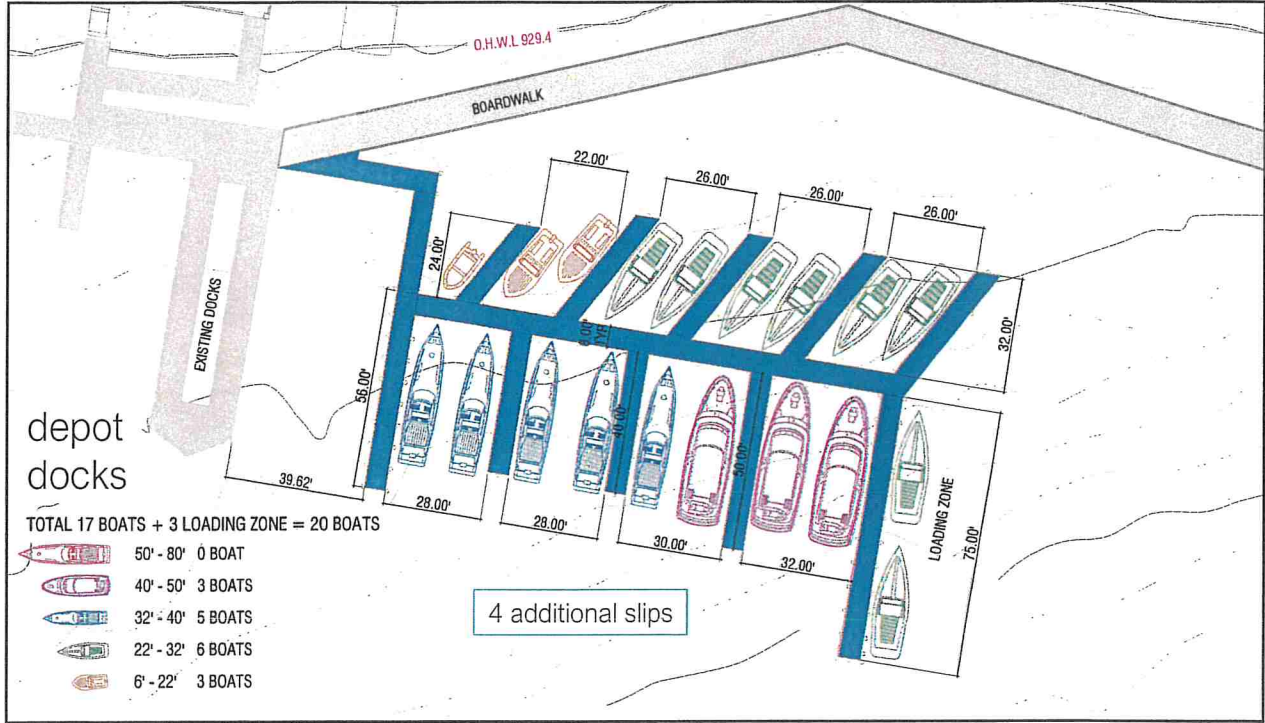 O.H.W.L 929.4
BOARDWALK
22.00'
26.00'
26.00'
26.00'
24.00'
EXISTING DOCKS
8.00'
TYP.
32.00'
56.00'
40.00'
50.00'
depot
docks
39.62'
28.00'
28.00'
30.00'
32.00'
LOADING ZONE
75.00'
TOTAL 17 BOATS + 3 LOADING ZONE = 20 BOATS
50' - 80' 0 BOAT
40' - 50' 3 BOATS
32' - 40' 5 BOATS
22' - 32' 6 BOATS
6' - 22' 3 BOATS
4 additional slips